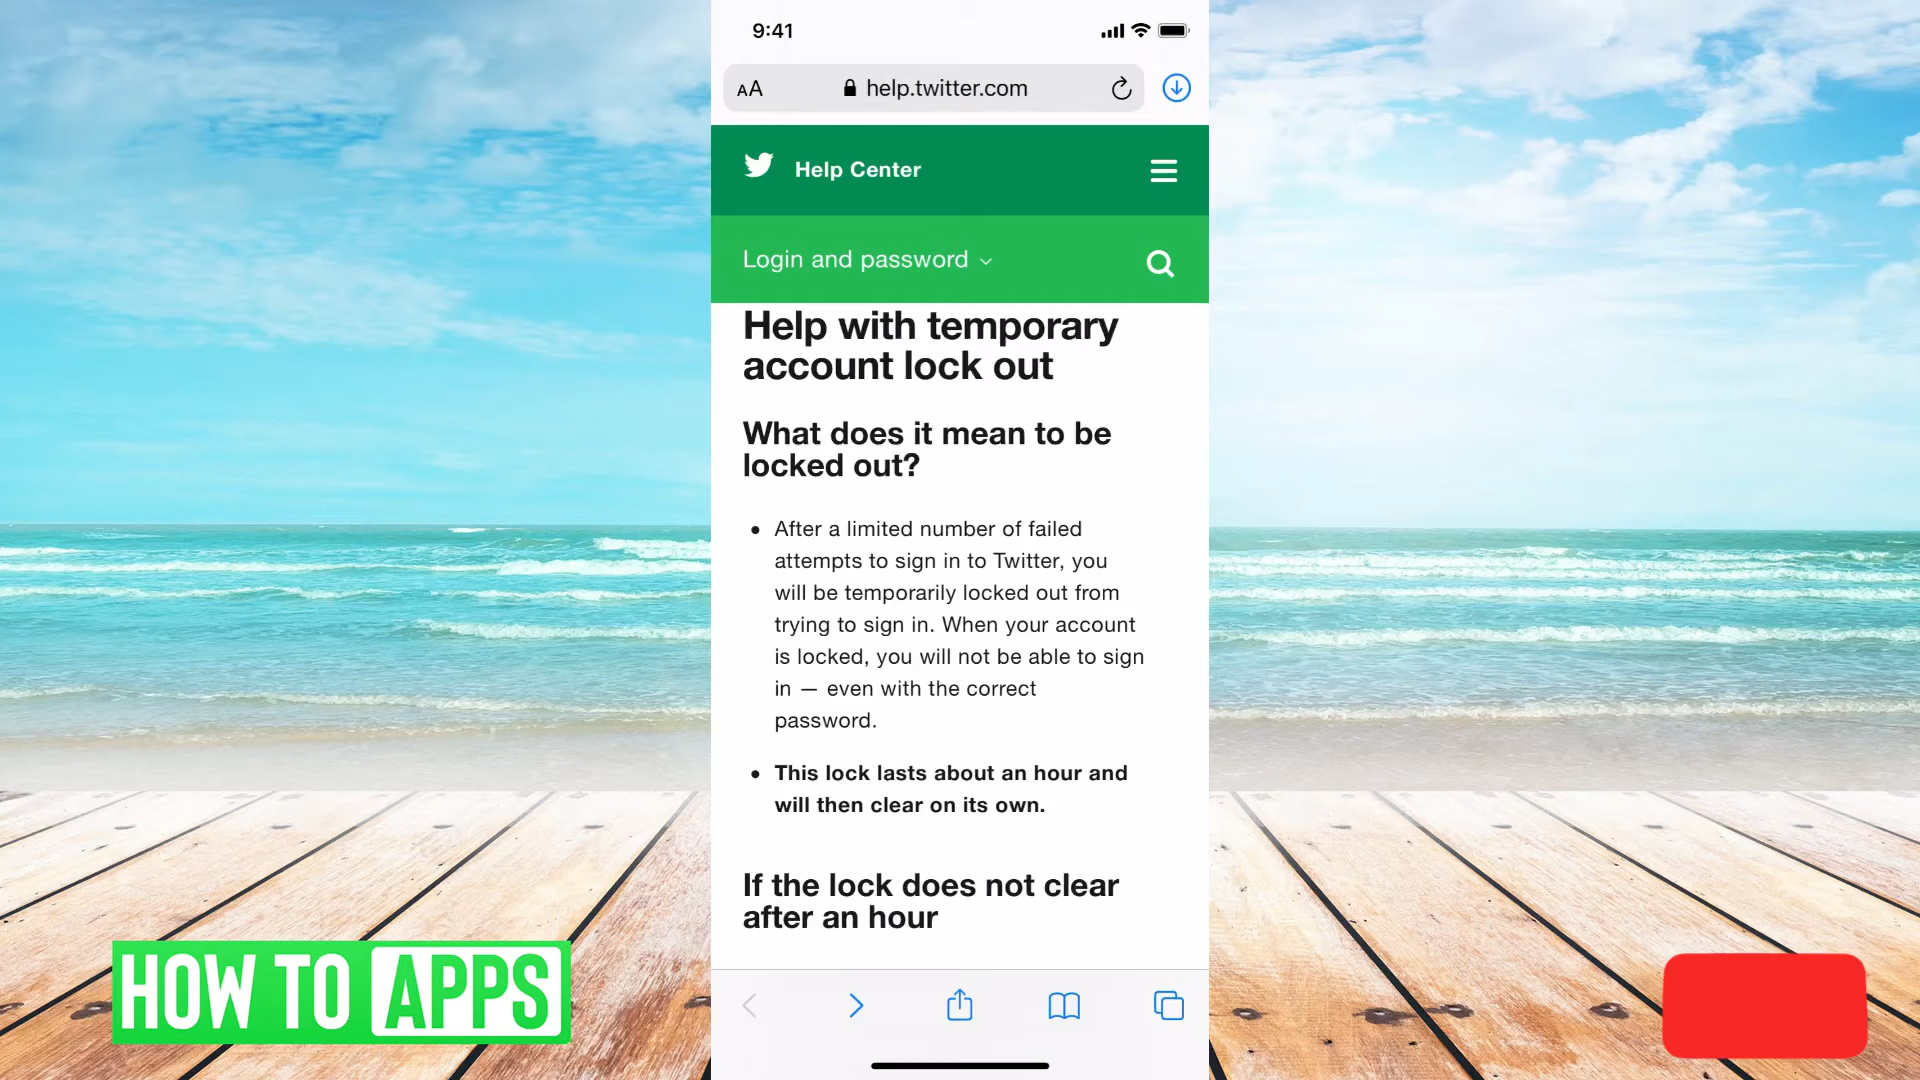 9:41
AA help.twitter.com
Help Center
Login and password
Help with temporary
account lock out
What does it mean to be
locked out?
• After a limited number of failed
attempts to sign in to Twitter, you
will be temporarily locked out from
trying to sign in. When your account
is locked, you will not be able to sign
in — even with the correct
password.
• This lock lasts about an hour and
will then clear on its own.
If the lock does not clear
after an hour
HOW TO APPS